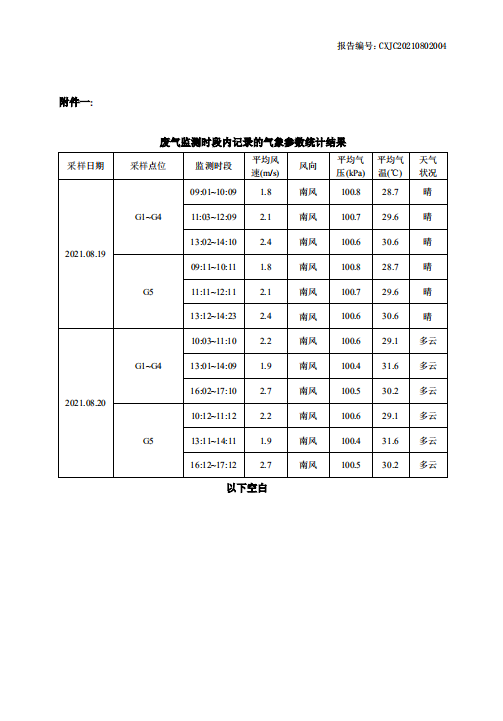 报告编号: CXJC20210802004
附件一:
废气监测时段内记录的气象参数统计结果
采样日期 采样点位 监测时段 平均风速(m/s) 风向 平均气压(kPa) 平均气温(℃) 天气状况
2021.08.19 G1~G4 09:01~10:09 1.8 南风 100.8 28.7 晴
11:03~12:09 2.1 南风 100.7 29.6 晴
13:02~14:10 2.4 南风 100.6 30.6 晴
G5 09:11~10:11 1.8 南风 100.8 28.7 晴
11:11~12:11 2.1 南风 100.7 29.6 晴
13:12~14:23 2.4 南风 100.6 30.6 晴
2021.08.20 G1~G4 10:03~11:10 2.2 南风 100.6 29.1 多云
13:01~14:09 1.9 南风 100.4 31.6 多云
16:02~17:10 2.7 南风 100.5 30.2 多云
G5 10:12~11:12 2.2 南风 100.6 29.1 多云
13:11~14:11 1.9 南风 100.4 31.6 多云
16:12~17:12 2.7 南风 100.5 30.2 多云
以下空白